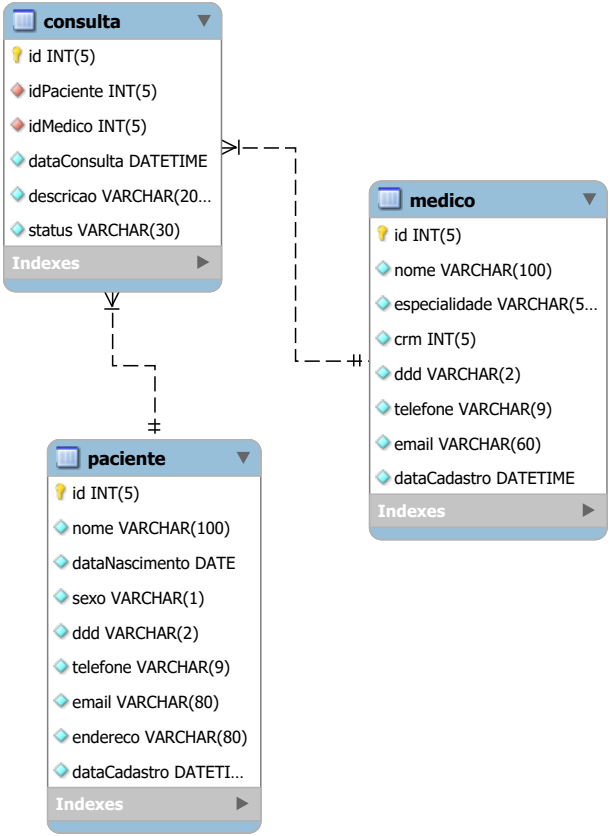 consulta
id INT(5)
idPaciente INT(5)
idMedico INT(5)
dataConsulta DATETIME
descricao VARCHAR(20...
status VARCHAR(30)
Indexes
medico
id INT(5)
nome VARCHAR(100)
especialidade VARCHAR(5...
crm INT(5)
ddd VARCHAR(2)
telefone VARCHAR(9)
email VARCHAR(60)
dataCadastro DATETIME
Indexes
paciente
id INT(5)
nome VARCHAR(100)
dataNascimento DATE
sexo VARCHAR(1)
ddd VARCHAR(2)
telefone VARCHAR(9)
email VARCHAR(80)
endereco VARCHAR(80)
dataCadastro DATETI...
Indexes